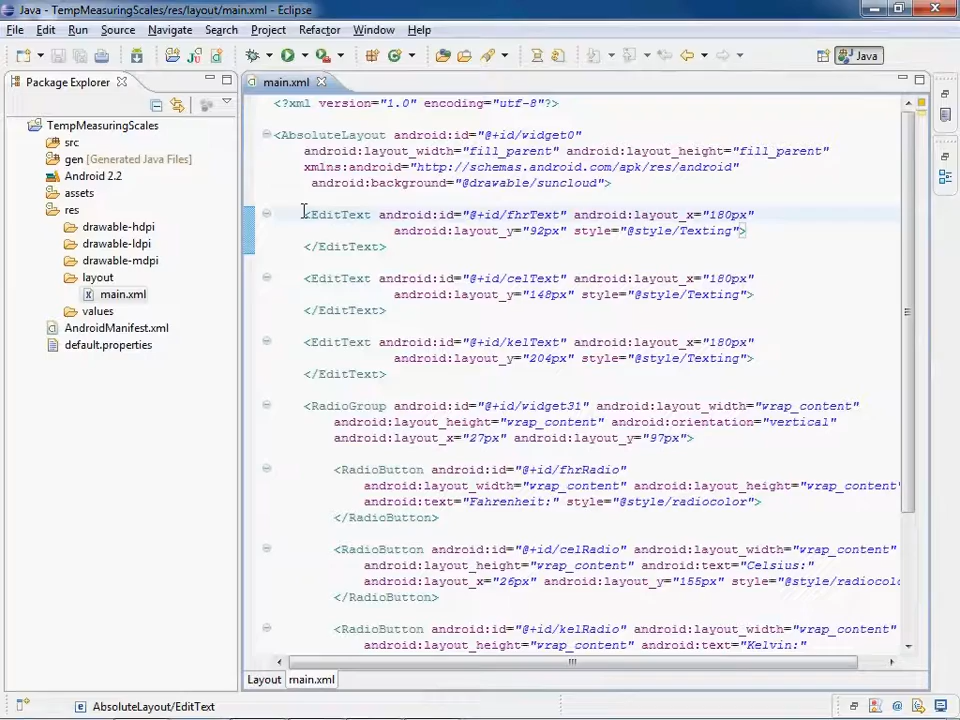 Java - TempMeasuringScales/res/layout/main.xml - Eclipse
File Edit Run Source Navigate Search Project Refactor Window Help
Java
Package Explorer
main.xml
TempMeasuringScales
src
gen [Generated Java Files]
Android 2.2
assets
res
drawable-hdpi
drawable-ldpi
drawable-mdpi
layout
main.xml
values
AndroidManifest.xml
default.properties
<?xml version="1.0" encoding="utf-8"?>
<AbsoluteLayout android:id="@+id/widget0"
android:layout_width="fill_parent" android:layout_height="fill_parent"
xmlns:android="http://schemas.android.com/apk/res/android"
android:background="@drawable/suncloud">
<EditText android:id="@+id/fhrText" android:layout_x="180px"
android:layout_y="92px" style="@style/Texting">
</EditText>
<EditText android:id="@+id/celText" android:layout_x="180px"
android:layout_y="148px" style="@style/Texting">
</EditText>
<EditText android:id="@+id/kelText" android:layout_x="180px"
android:layout_y="204px" style="@style/Texting">
</EditText>
<RadioGroup android:id="@+id/widget31" android:layout_width="wrap_content"
android:layout_height="wrap_content" android:orientation="vertical"
android:layout_x="27px" android:layout_y="97px">
<RadioButton android:id="@+id/fhrRadio"
android:layout_width="wrap_content" android:layout_height="wrap_content"
android:text="Fahrenheit:" style="@style/radiocolor">
</RadioButton>
<RadioButton android:id="@+id/celRadio" android:layout_width="wrap_content"
android:layout_height="wrap_content" android:text="Celsius:"
android:layout_x="26px" android:layout_y="155px" style="@style/radiocolo
</RadioButton>
<RadioButton android:id="@+id/kelRadio" android:layout_width="wrap_content"
android:layout_height="wrap_content" android:text="Kelvin:"
Layout main.xml
AbsoluteLayout/EditText